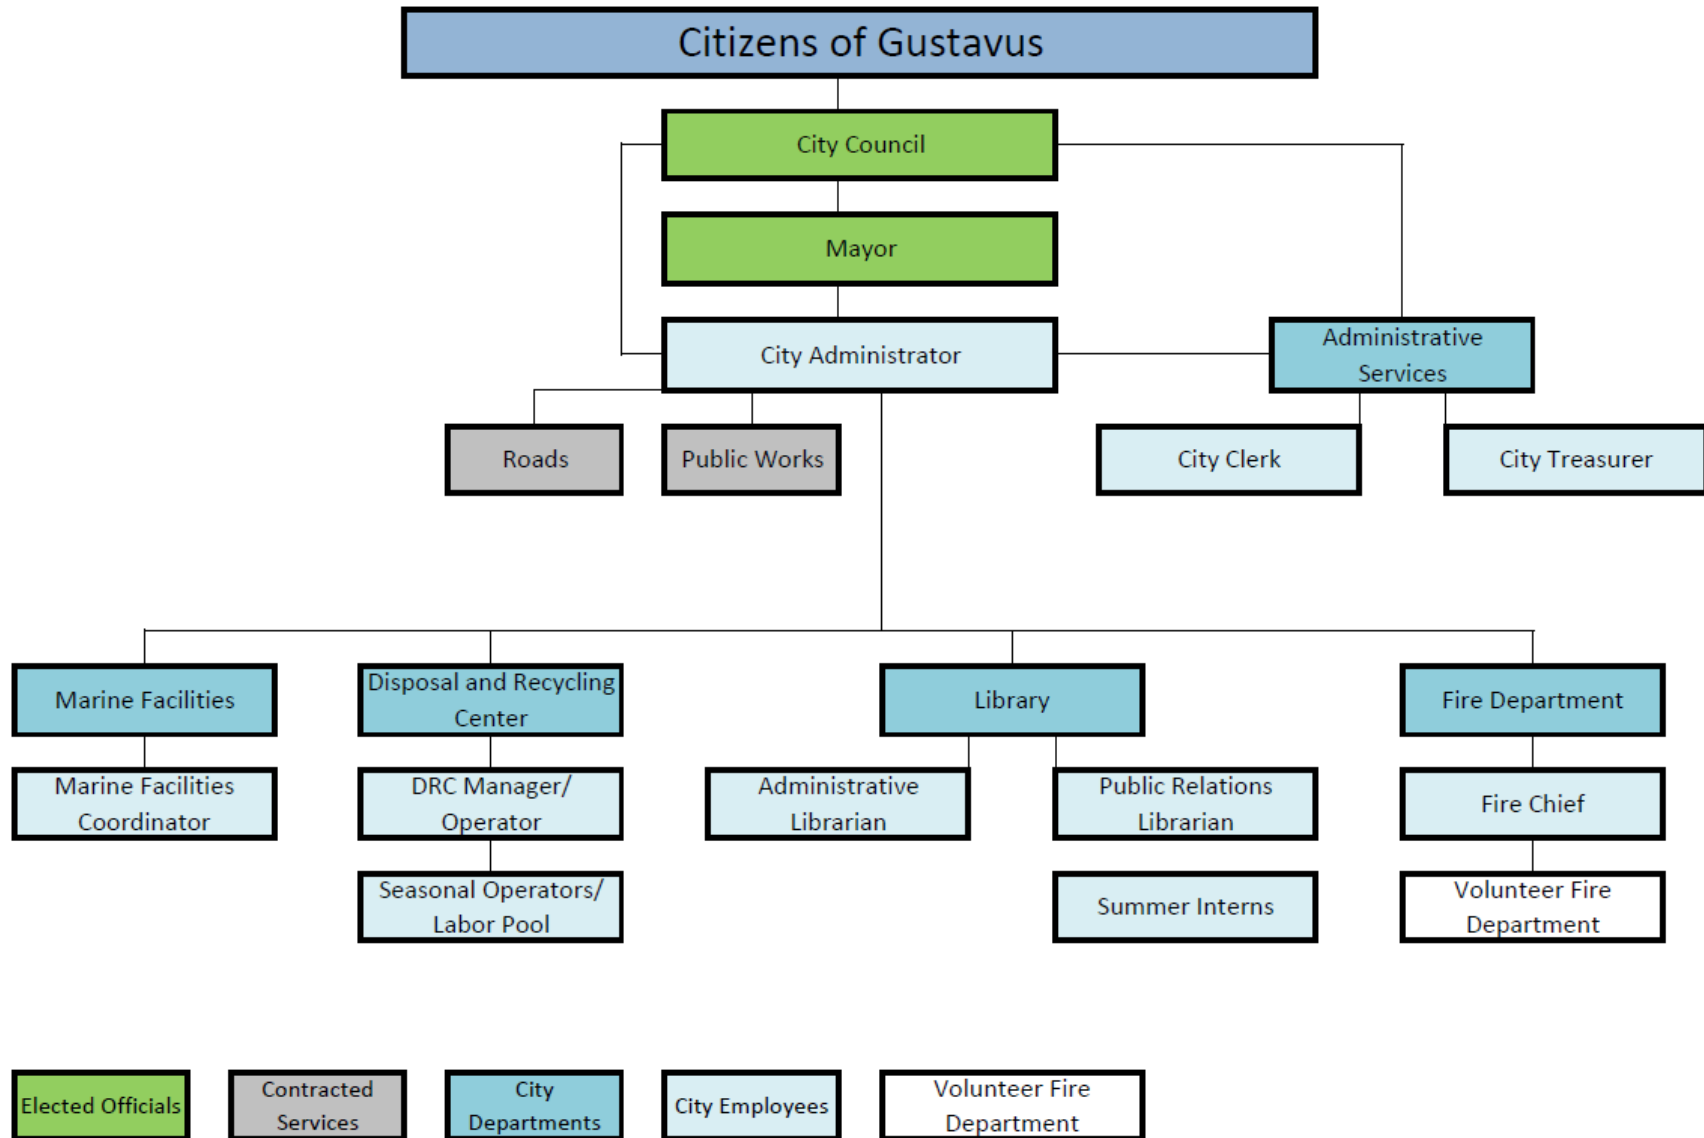 Citizens of Gustavus
City Council
Mayor
City Administrator
Administrative
Services
Roads
Public Works
City Clerk
City Treasurer
Marine Facilities
Disposal and Recycling
Center
Library
Fire Department
Marine Facilities
Coordinator
DRC Manager/
Operator
Administrative
Librarian
Public Relations
Librarian
Fire Chief
Seasonal Operators/
Labor Pool
Summer Interns
Volunteer Fire
Department
Elected Officials
Contracted
Services
City
Departments
City Employees
Volunteer Fire
Department